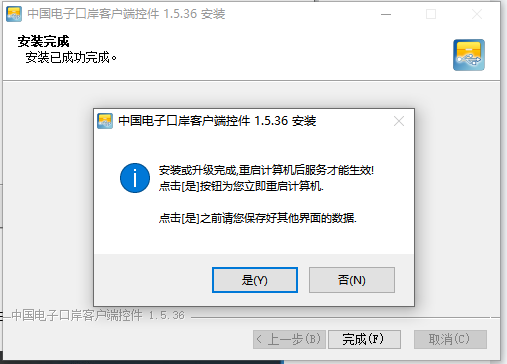 中国电子口岸客户端控件 1.5.36 安装
安装完成
安装已成功完成。
中国电子口岸客户端控件 1.5.36 安装
安装或升级完成,重启计算机后服务才能生效!
点击[是]按钮为您立即重启计算机.
点击[是]之前请您保存好其他界面的数据.
是(Y)
否(N)
中国电子口岸客户端控件 1.5.36
< 上一步(B)
完成(F)
取消(C)